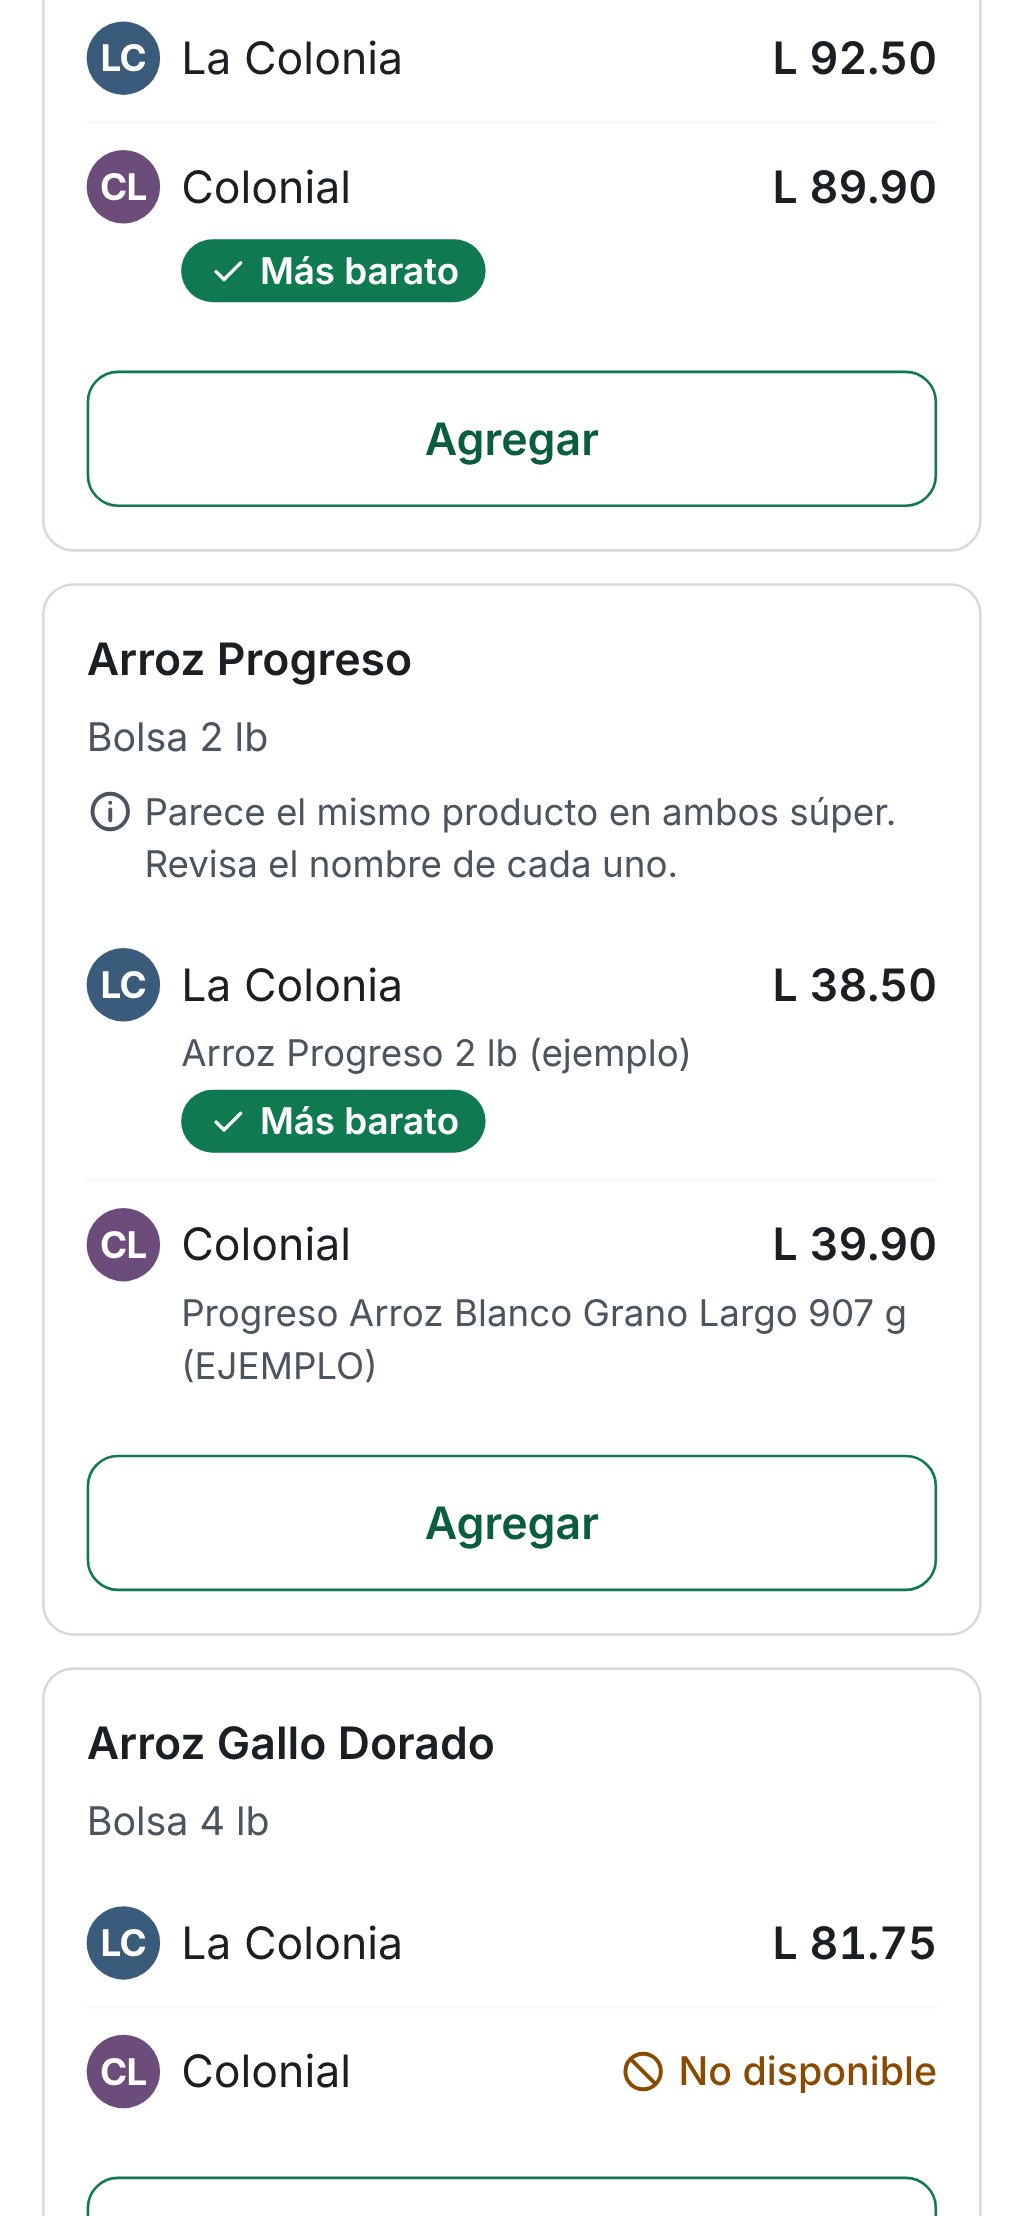 LC La Colonia L 92.50
CL Colonial L 89.90
Más barato
Agregar
Arroz Progreso
Bolsa 2 lb
Parece el mismo producto en ambos súper.
Revisa el nombre de cada uno.
LC La Colonia L 38.50
Arroz Progreso 2 lb (ejemplo)
Más barato
CL Colonial L 39.90
Progreso Arroz Blanco Grano Largo 907 g
(EJEMPLO)
Agregar
Arroz Gallo Dorado
Bolsa 4 lb
LC La Colonia L 81.75
CL Colonial No disponible